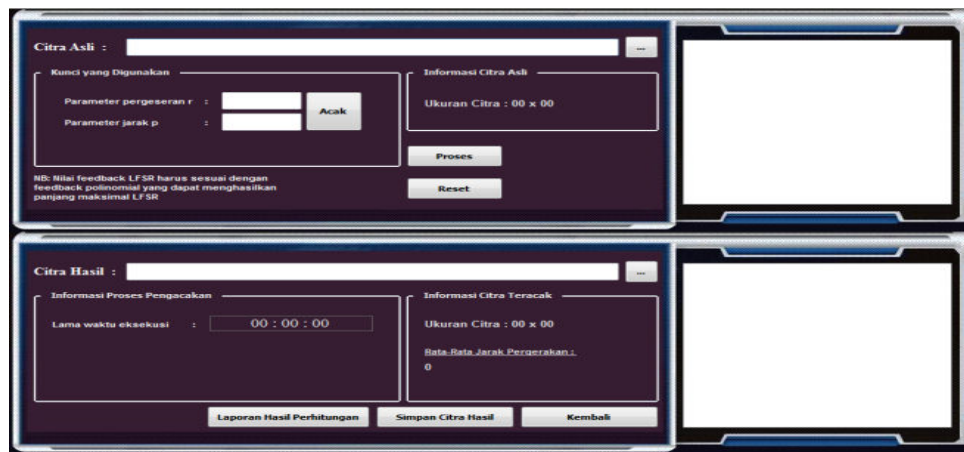 Citra Asli :
...
Kunci yang Digunakan
Parameter pergeseran r :
Parameter jarak p :
Acak
Informasi Citra Asli
Ukuran Citra : 00 x 00
Proses
Reset
NB: Nilai feedback LFSR harus sesuai dengan
feedback polinomial yang dapat menghasilkan
panjang maksimal LFSR
Citra Hasil :
...
Informasi Proses Pengacakan
Lama waktu eksekusi : 00 : 00 : 00
Informasi Citra Teracak
Ukuran Citra : 00 x 00
Rata-Rata Jarak Pergerakan :
0
Laporan Hasil Perhitungan
Simpan Citra Hasil
Kembali